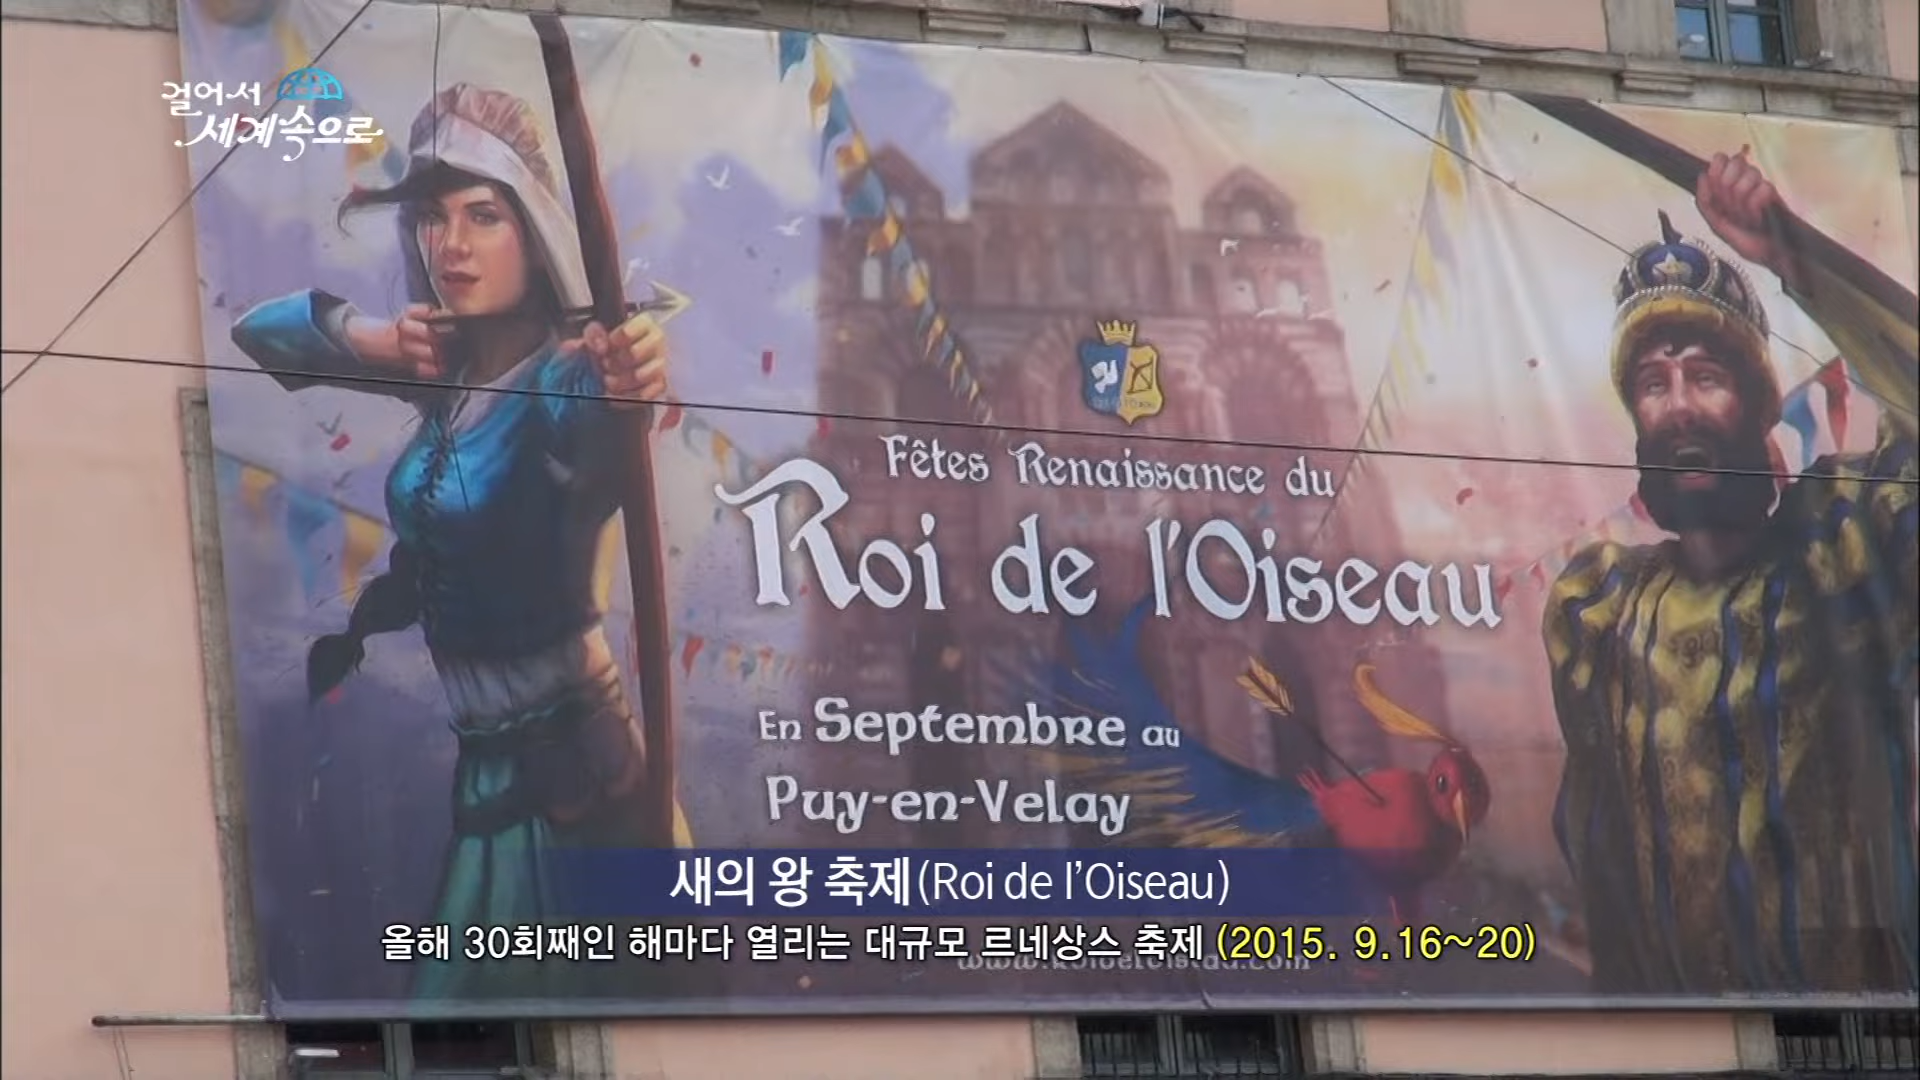 걸어서
세계속으로
Fêtes Renaissance du
Roi de l'Oiseau
En Septembre au
Puy-en-Velay
새의 왕 축제(Roi de l'Oiseau)
올해 30회째인 해마다 열리는 대규모 르네상스 축제 (2015. 9.16~20)